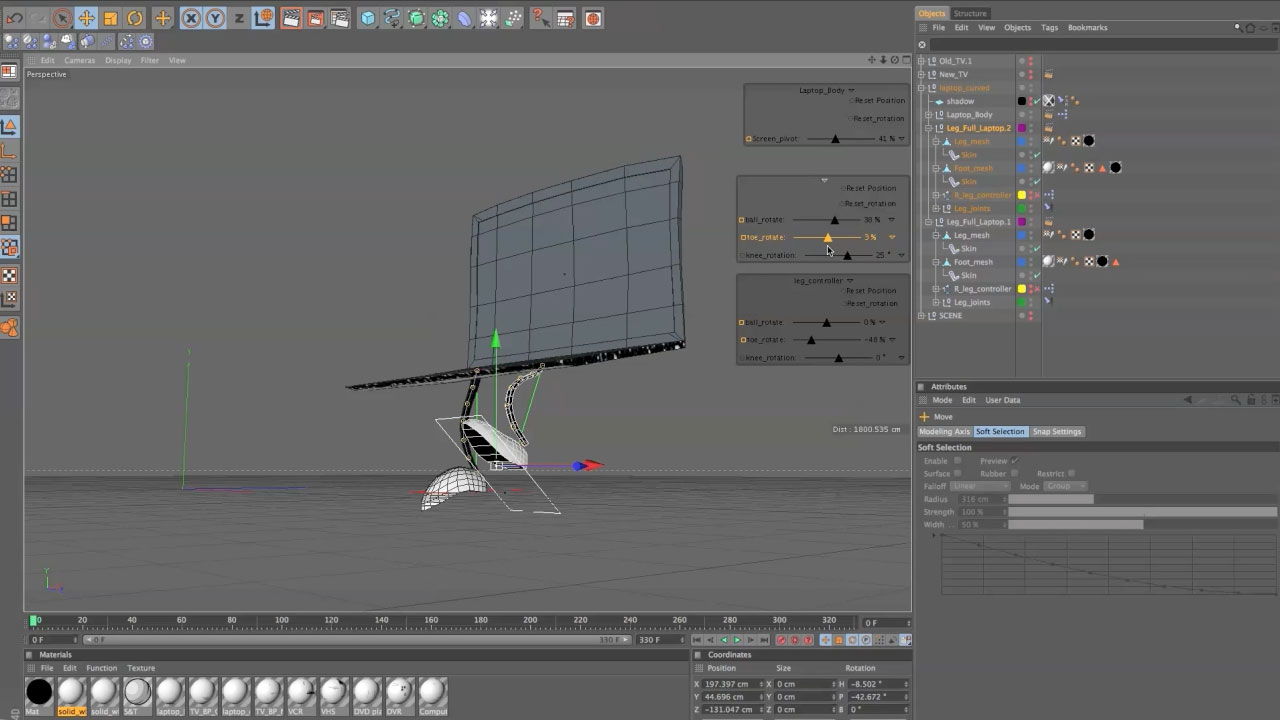 Edit Cameras Display Filter View
Perspective
Laptop_Body
Reset Position
Reset_rotation
Screen_pivot: 41 %
Reset Position
Reset_rotation
ball_rotate: 38 %
toe_rotate: 3 %
knee_rotation: 25 °
leg_controller
Reset Position
Reset_rotation
ball_rotate: 0 %
toe_rotate: -48 %
knee_rotation: 0 °
Dist : 1800.535 cm
Y
0 20 40 60 80 100 120 140 160 180 200 220 240 260 280 300 320 0 F
0 F 0 F 330 F 330 F
Materials
File Edit Function Texture
Mat solid_w solid_w S&T laptop_ TV_BP_C laptop_ TV_BP_ VCR VHS DVD pl DVR Comput
Coordinates
Position Size Rotation
X 197.397 cm X 0 cm H -8.502 °
Y 44.696 cm Y 0 cm P -42.672 °
Z -131.047 cm Z 0 cm B 0 °
Objects Structure
File Edit View Objects Tags Bookmarks
Old_TV.1
New_TV
laptop_curved
shadow
Laptop_Body
Leg_Full_Laptop.2
Leg_mesh
Skin
Foot_mesh
Skin
R_leg_controller
Leg_joints
Leg_Full_Laptop.1
Leg_mesh
Skin
Foot_mesh
Skin
R_leg_controller
Leg_joints
SCENE
Attributes
Mode Edit User Data
Move
Modeling Axis Soft Selection Snap Settings
Soft Selection
Enable Preview
Surface Rubber Restrict
Falloff Linear Mode Group
Radius 316 cm
Strength 100 %
Width 50 %